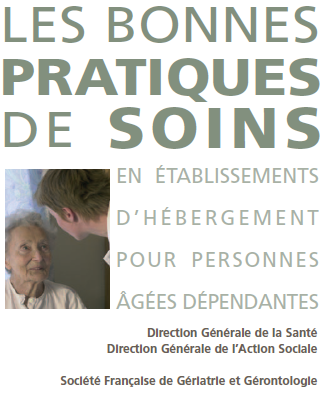 LES BONNES
PRATIQUES
DE SOINS
EN ÉTABLISSEMENTS
D'HÉBERGEMENT
POUR PERSONNES
ÂGÉES DÉPENDANTES
Direction Générale de la Santé
Direction Générale de l'Action Sociale
Société Française de Gériatrie et Gérontologie